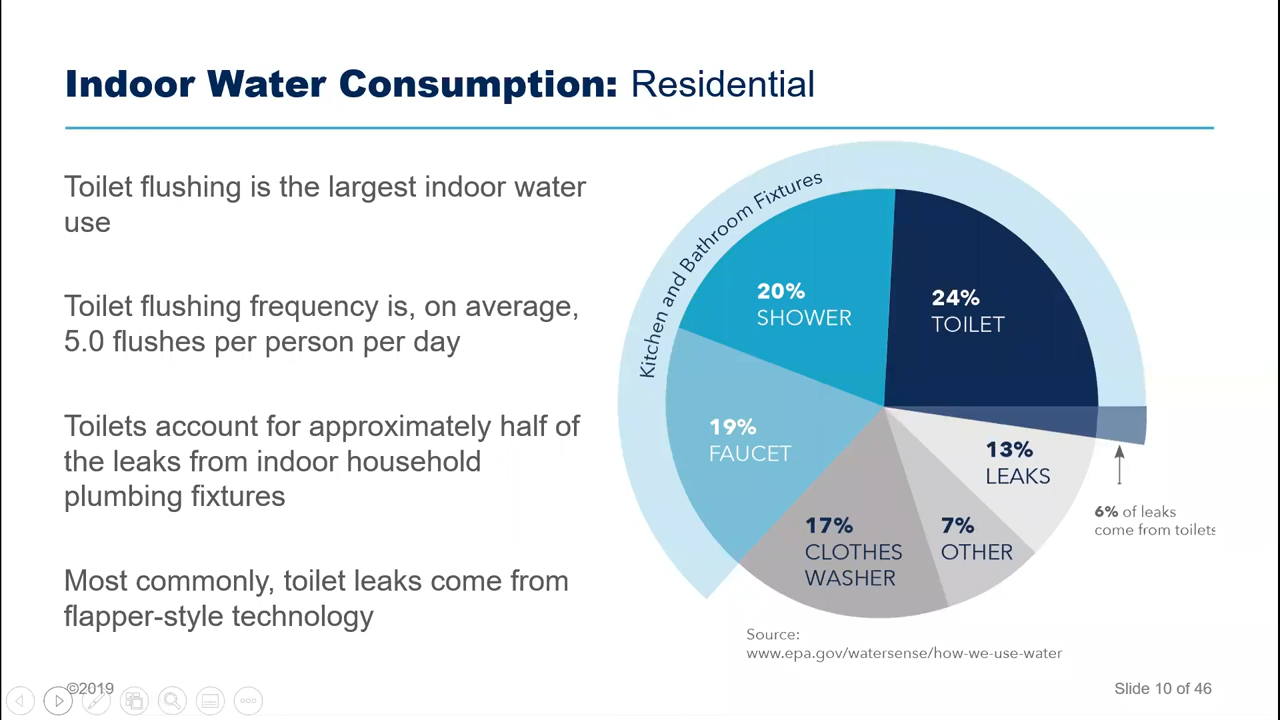 Indoor Water Consumption: Residential
Toilet flushing is the largest indoor water
use
Toilet flushing frequency is, on average,
5.0 flushes per person per day
Toilets account for approximately half of
the leaks from indoor household
plumbing fixtures
Most commonly, toilet leaks come from
flapper-style technology
Kitchen and Bathroom Fixtures
20%
SHOWER
24%
TOILET
19%
FAUCET
13%
LEAKS
17%
CLOTHES
WASHER
7%
OTHER
6% of leaks
come from toilets
Source:
www.epa.gov/watersense/how-we-use-water
©2019
Slide 10 of 46